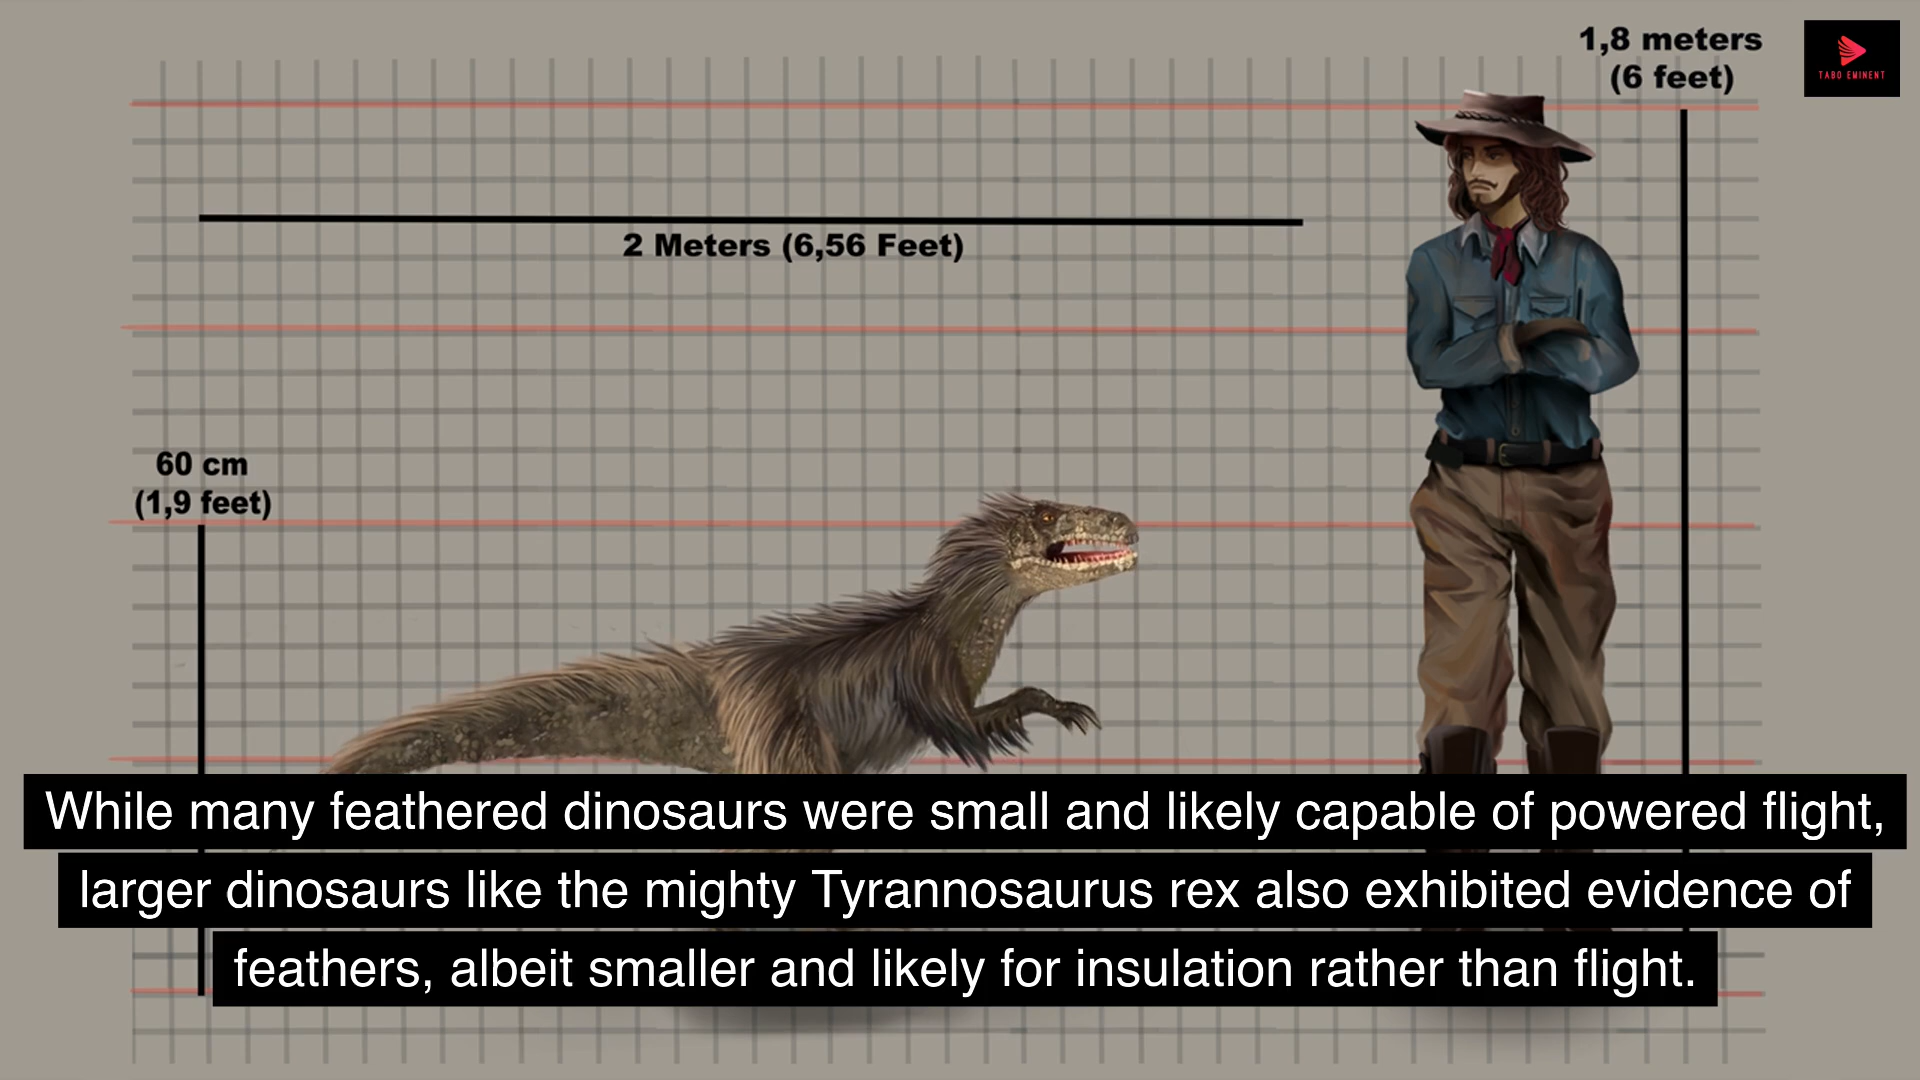 1,8 meters
(6 feet)
TABO EMINENT
2 Meters (6,56 Feet)
60 cm
(1,9 feet)
While many feathered dinosaurs were small and likely capable of powered flight,
larger dinosaurs like the mighty Tyrannosaurus rex also exhibited evidence of
feathers, albeit smaller and likely for insulation rather than flight.